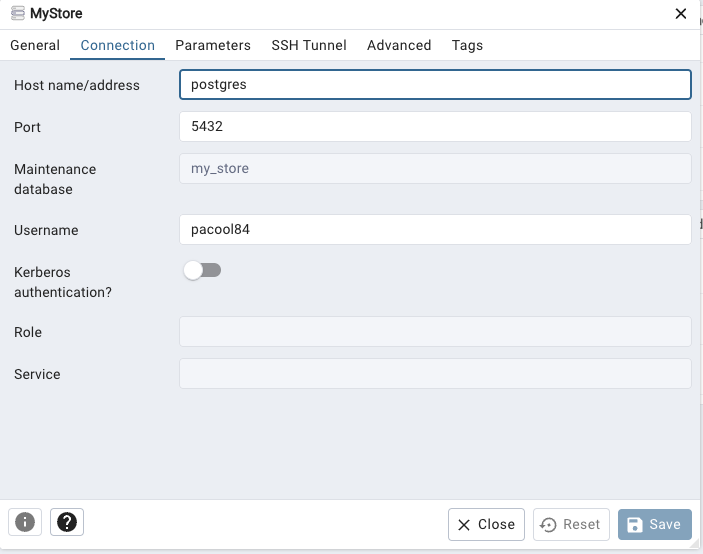 MyStore
General Connection Parameters SSH Tunnel Advanced Tags
Host name/address postgres
Port 5432
Maintenance
database
my_store
Username pacool84
Kerberos
authentication?
Role
Service
Close Reset Save